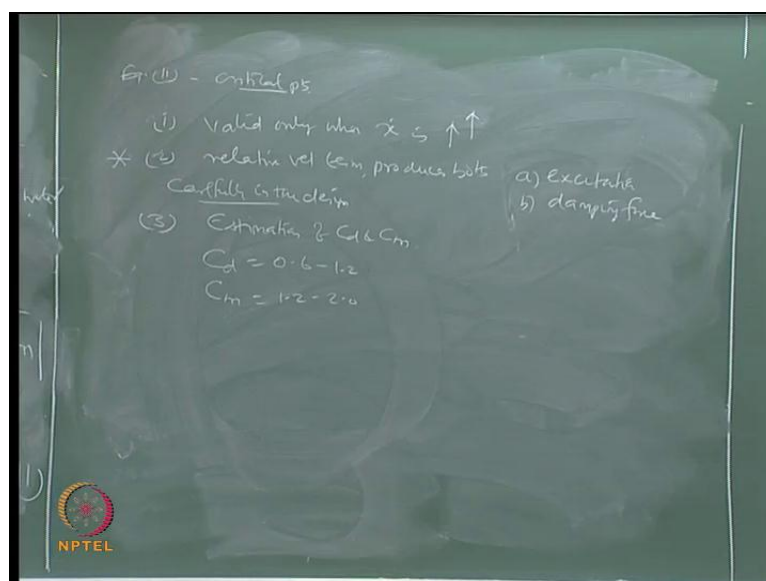 Eq. (1) - critical pts
(i) Valid only when ẋ is ↑↑
* (2) relative vel term, produces both
a) excitation
b) damping force
Carefully in the design
(3) Estimation of Cd & Cm
Cd = 0.6 - 1.2
Cm = 1.2 - 2.0
NPTEL